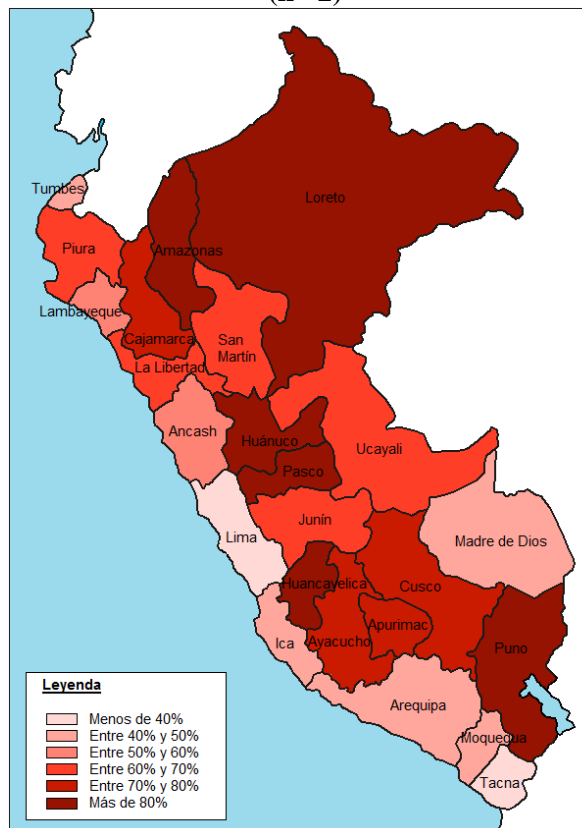 Tumbes
Loreto
Piura
Amazonas
Lambayeque
Cajamarca
San
Martín
La Libertad
Ancash
Huánuco
Ucayali
Pasco
Junín
Lima
Madre de Dios
Huancavelica
Cusco
Apurimac
Ica
Ayacucho
Puno
Arequipa
Moquegua
Tacna
Leyenda
Menos de 40%
Entre 40% y 50%
Entre 50% y 60%
Entre 60% y 70%
Entre 70% y 80%
Más de 80%